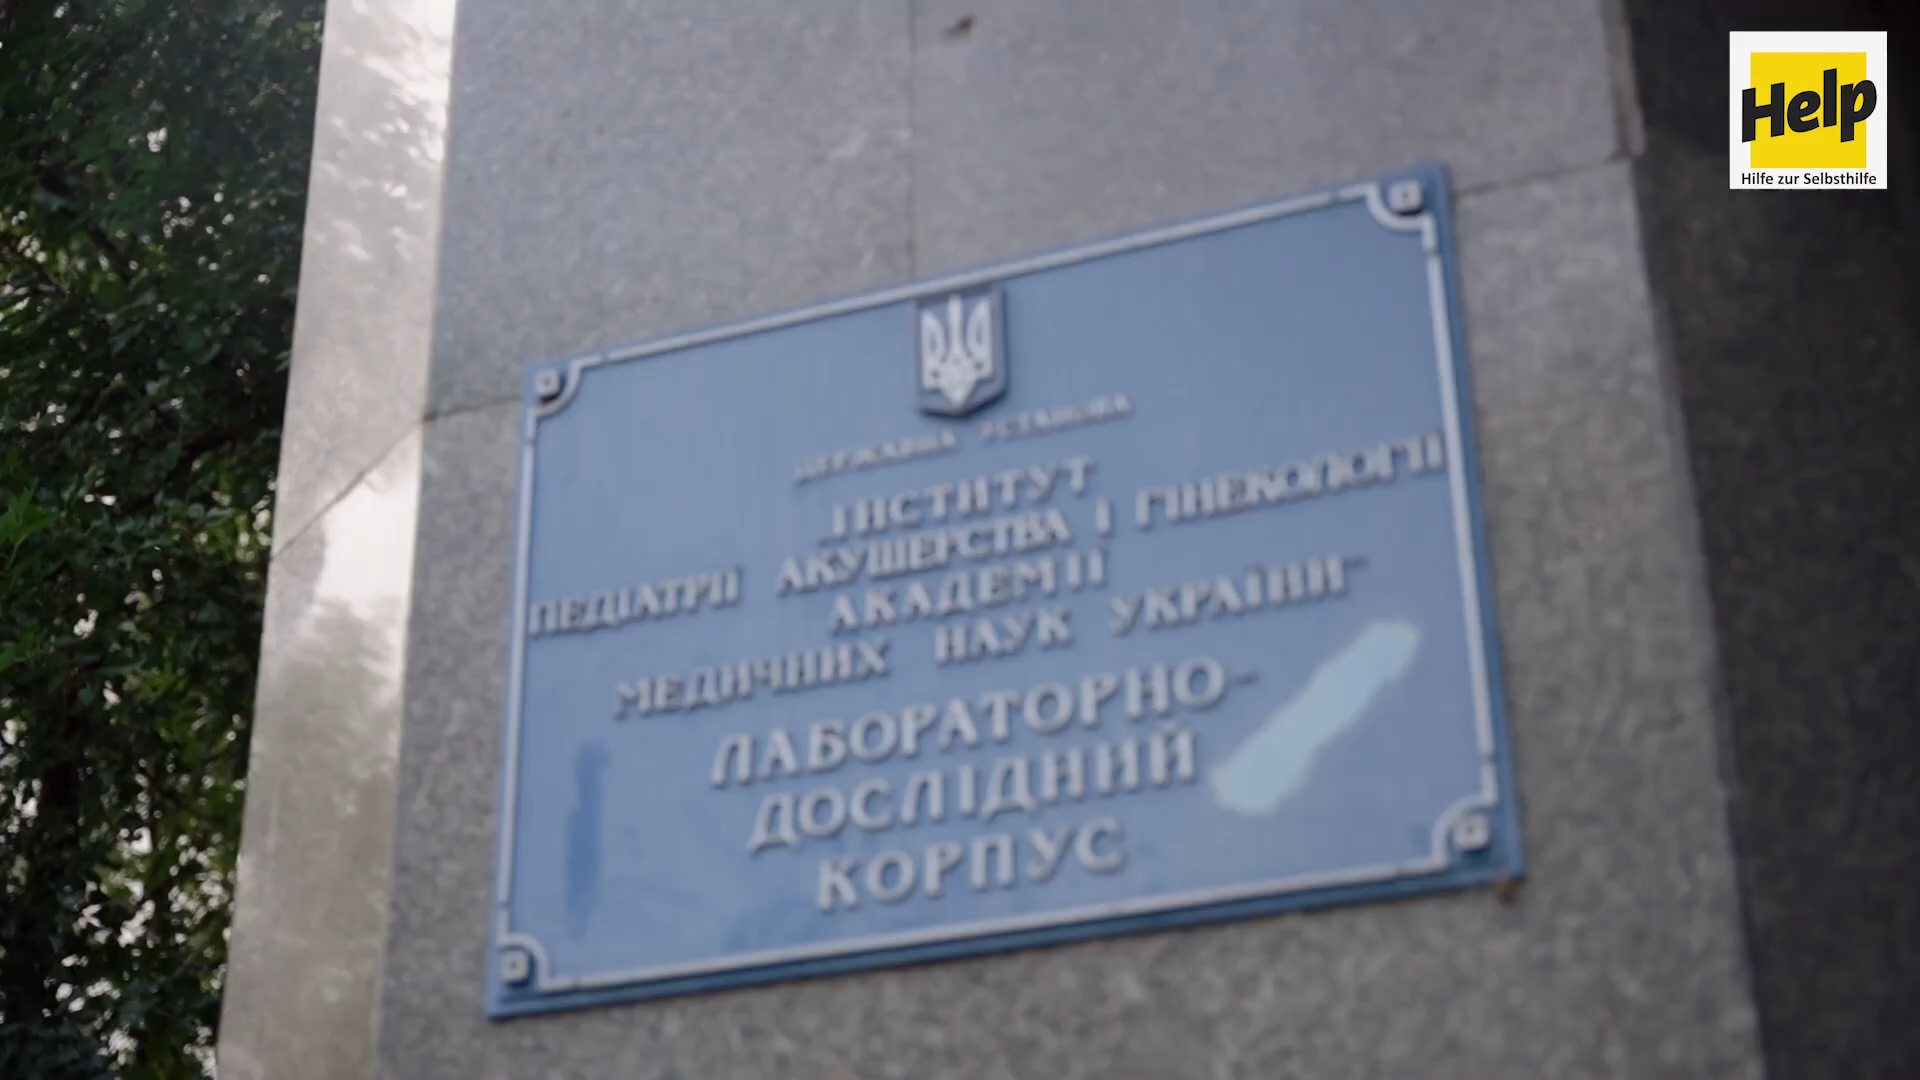 Help
Hilfe zur Selbsthilfe
ДЕРЖАВНА УСТАНОВА
ІНСТИТУТ
ПЕДІАТРІЇ АКУШЕРСТВА І ГІНЕКОЛОГІЇ
АКАДЕМІЇ
МЕДИЧНИХ НАУК УКРАЇНИ"
ЛАБОРАТОРНО-
ДОСЛІДНИЙ
КОРПУС